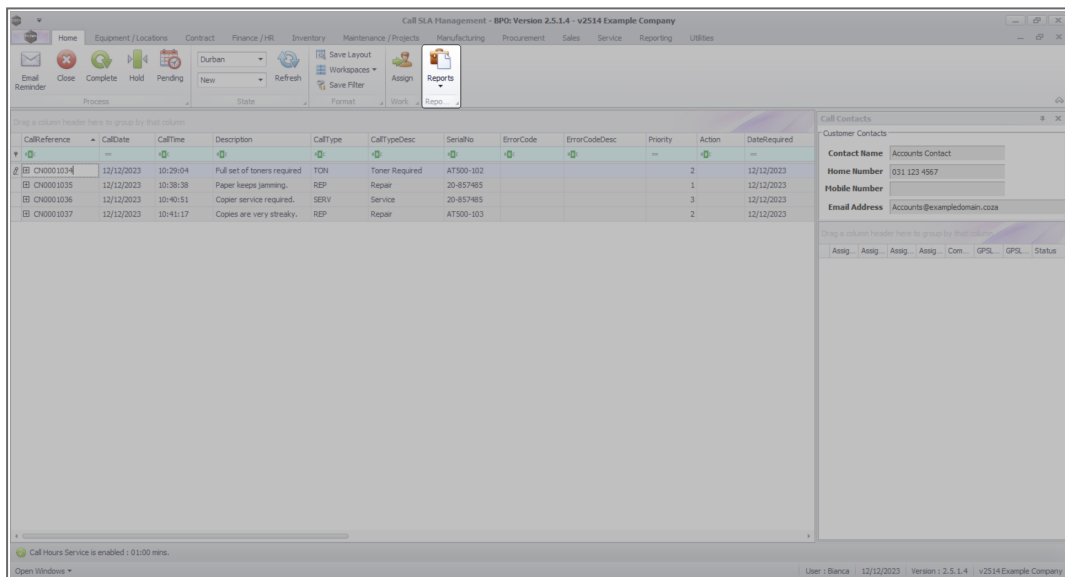 Call SLA Management - BPO: Version 2.5.1.4 - v2514 Example Company
Home Equipment / Locations Contract Finance / HR Inventory Maintenance / Projects Manufacturing Procurement Sales Service Reporting Utilities
Email Reminder Close Complete Hold Pending
Durban
New
Refresh
Save Layout
Workspaces
Save Filter
Assign
Reports
Process State Format Work Repo...
Drag a column header here to group by that column
CallReference CallDate CallTime Description CallType CallTypeDesc SerialNo ErrorCode ErrorCodeDesc Priority Action DateRequired
CN0001034 12/12/2023 10:29:04 Full set of toners required TON Toner Required AT500-102 2 12/12/2023
CN0001035 12/12/2023 10:38:38 Paper keeps jamming. REP Repair 20-857485 1 12/12/2023
CN0001036 12/12/2023 10:40:51 Copier service required. SERV Service 20-857485 3 12/12/2023
CN0001037 12/12/2023 10:41:17 Copies are very streaky. REP Repair AT500-103 2 12/12/2023
Call Contacts
Customer Contacts
Contact Name Accounts Contact
Home Number 031 123 4567
Mobile Number
Email Address Accounts@exampledomain.coza
Drag a column header here to group by that column
Assig... Assig... Assig... Assig... Com... GPSL... GPSL... Status
Call Hours Service is enabled : 01:00 mins.
Open Windows
User : Bianca 12/12/2023 Version : 2.5.1.4 v2514 Example Company